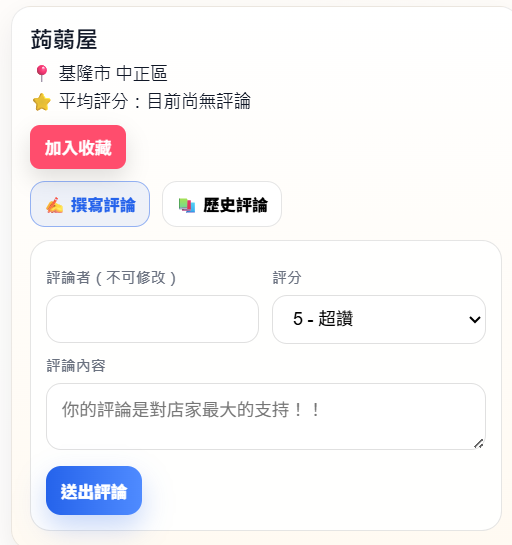 蒟蒻屋
📍 基隆市 中正區
⭐ 平均評分：目前尚無評論
加入收藏
✍️ 撰寫評論 📚 歷史評論
評論者 ( 不可修改 ) 評分
5 - 超讚
評論內容
你的評論是對店家最大的支持！！
送出評論